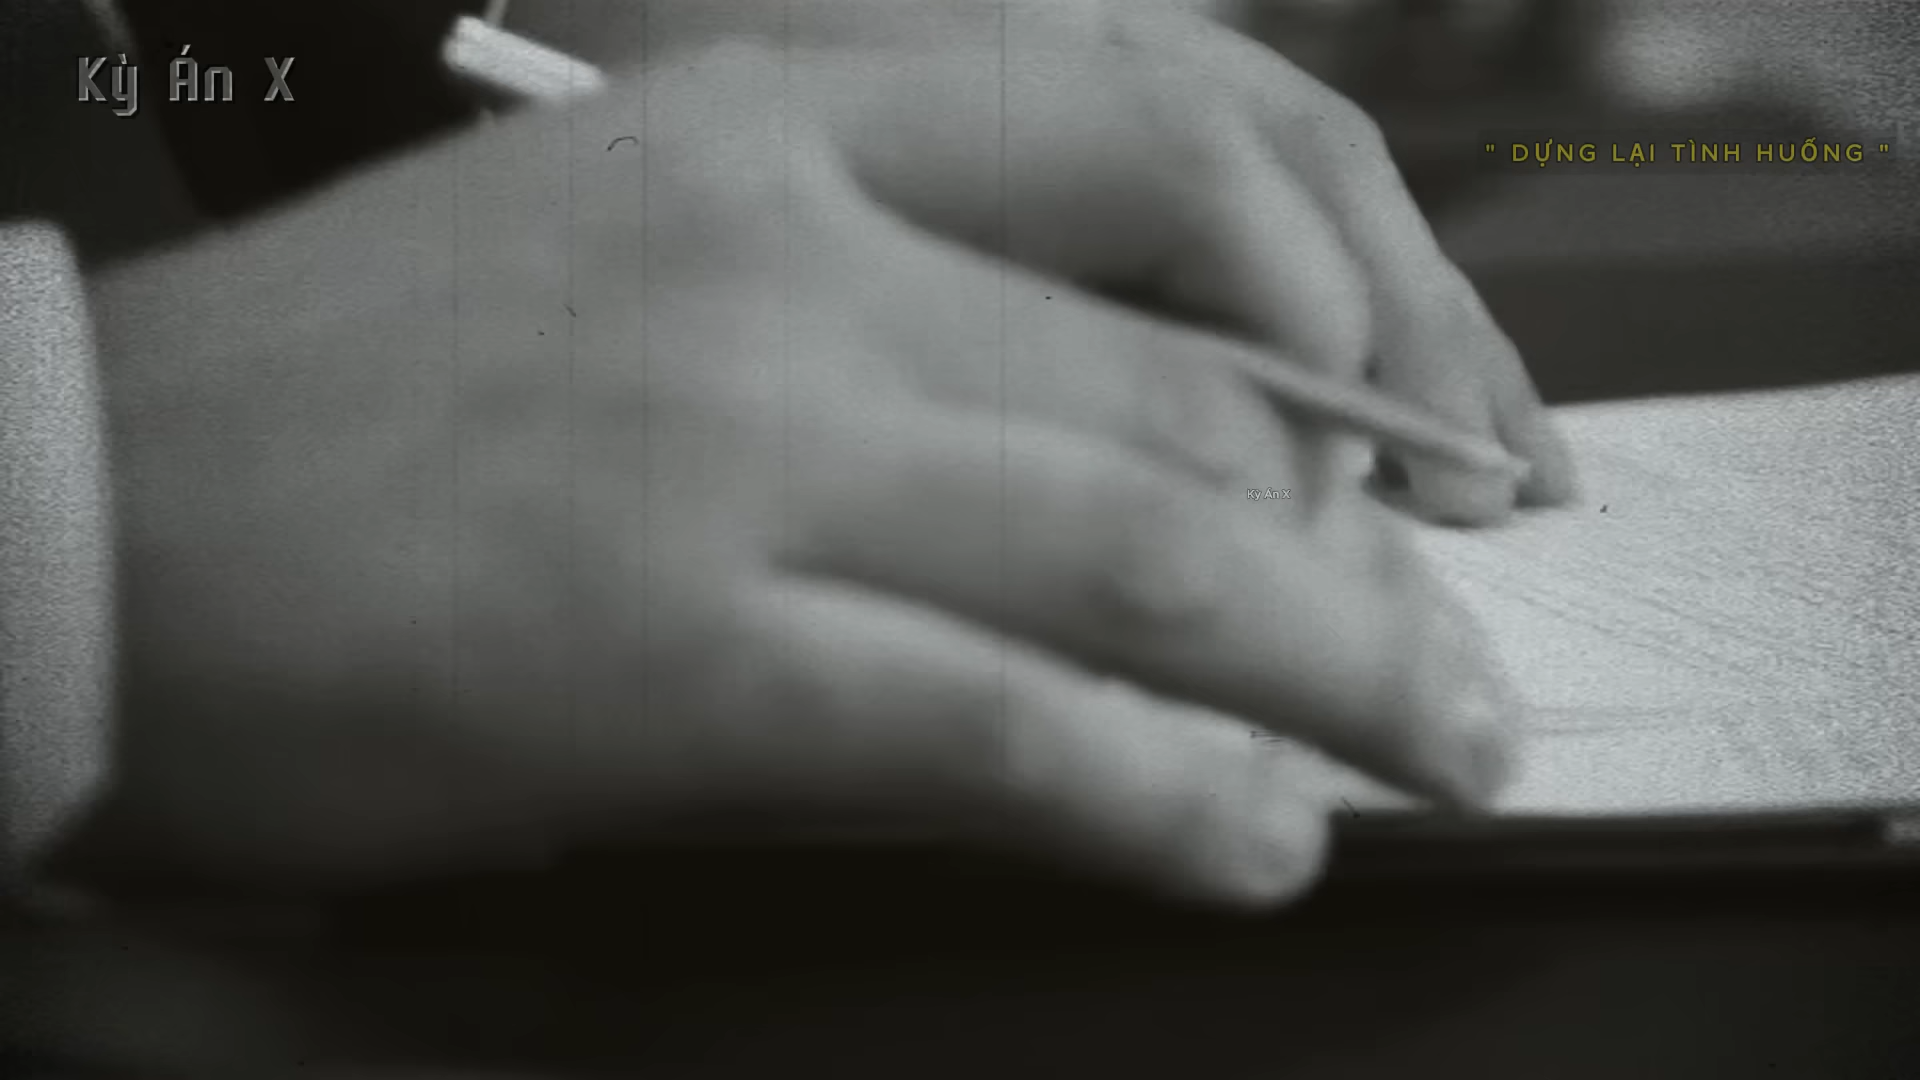 Kỳ Án X
" DỰNG LẠI TÌNH HUỐNG "
Kỳ Án X